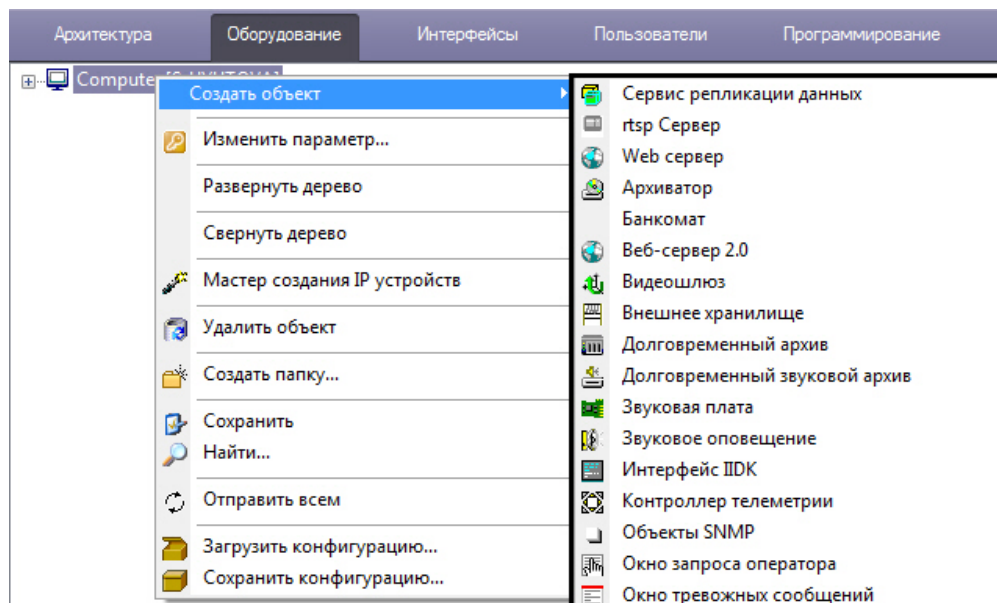 Архитектура Оборудование Интерфейсы Пользователи Программирование
Computer
Создать объект
Изменить параметр...
Развернуть дерево
Свернуть дерево
Мастер создания IP устройств
Удалить объект
Создать папку...
Сохранить
Найти...
Отправить всем
Загрузить конфигурацию...
Сохранить конфигурацию...
Сервис репликации данных
rtsp Сервер
Web сервер
Архиватор
Банкомат
Веб-сервер 2.0
Видеошлюз
Внешнее хранилище
Долговременный архив
Долговременный звуковой архив
Звуковая плата
Звуковое оповещение
Интерфейс IIDK
Контроллер телеметрии
Объекты SNMP
Окно запроса оператора
Окно тревожных сообщений